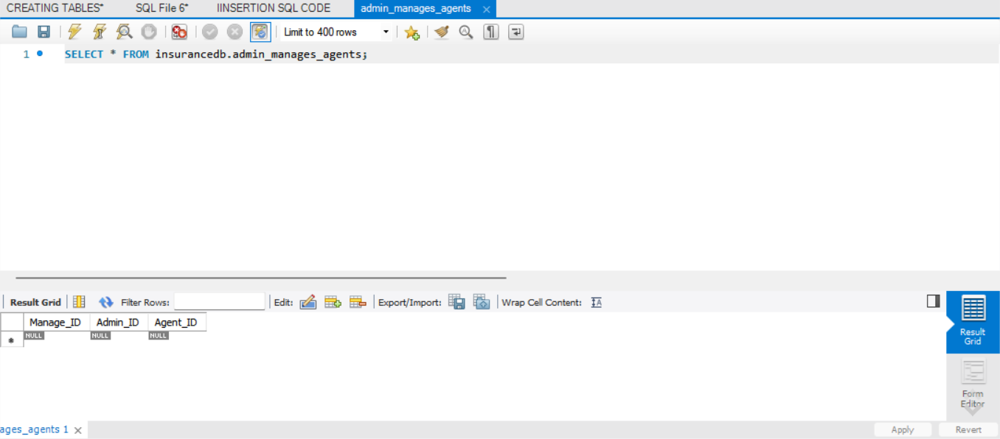 CREATING TABLES* SQL File 6* IINSERTION SQL CODE admin_manages_agents
Limit to 400 rows
1 SELECT * FROM insurancedb.admin_manages_agents;
Result Grid Filter Rows: Edit: Export/Import: Wrap Cell Content: IA
Manage_ID Admin_ID Agent_ID
NULL NULL NULL
Result
Grid
Form
Editor
ages_agents 1
Apply Revert